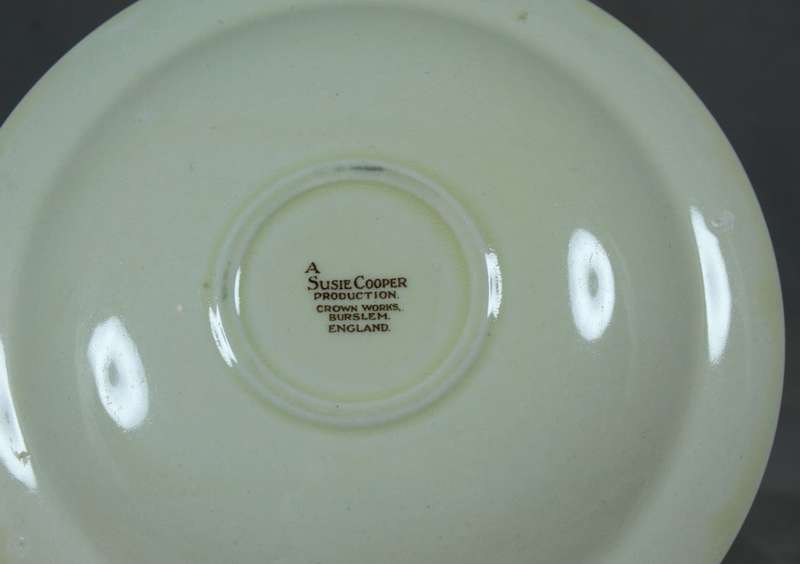 A
SUSIE COOPER
PRODUCTION.
CROWN WORKS,
BURSLEM.
ENGLAND.